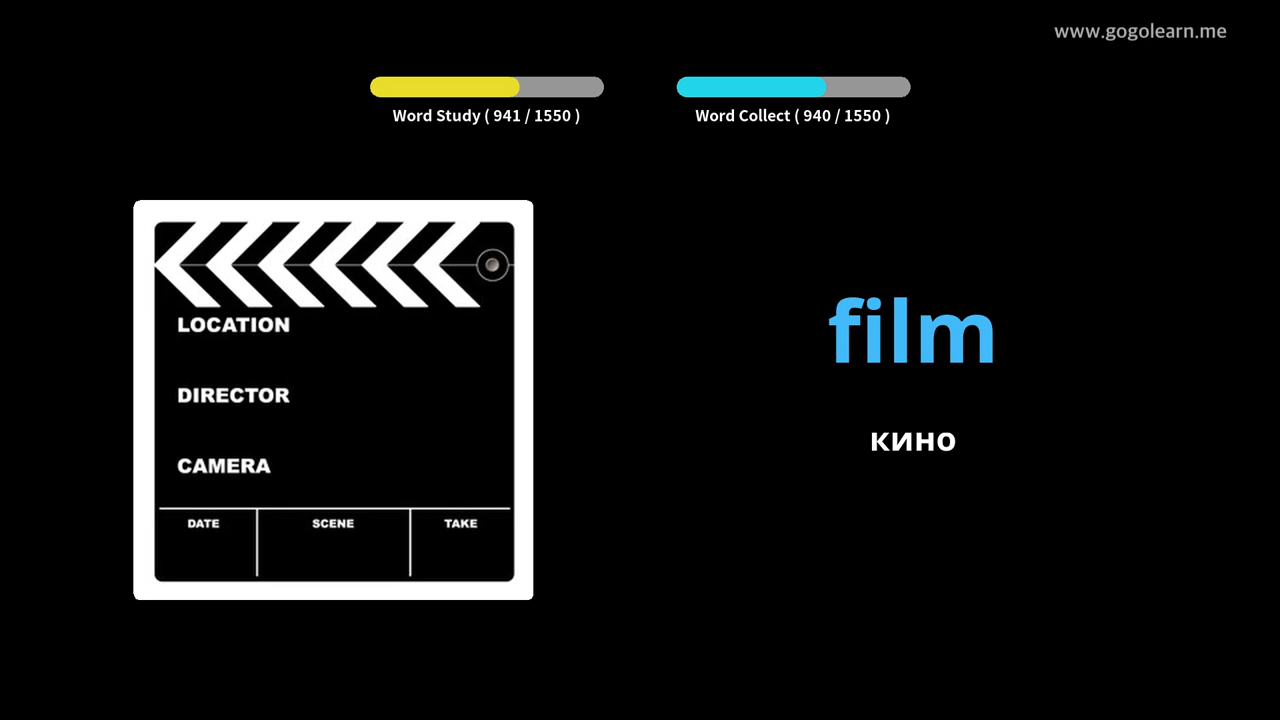 www.gogolearn.me
Word Study ( 941 / 1550 )
Word Collect ( 940 / 1550 )
LOCATION
DIRECTOR
CAMERA
DATE
SCENE
TAKE
film
кино